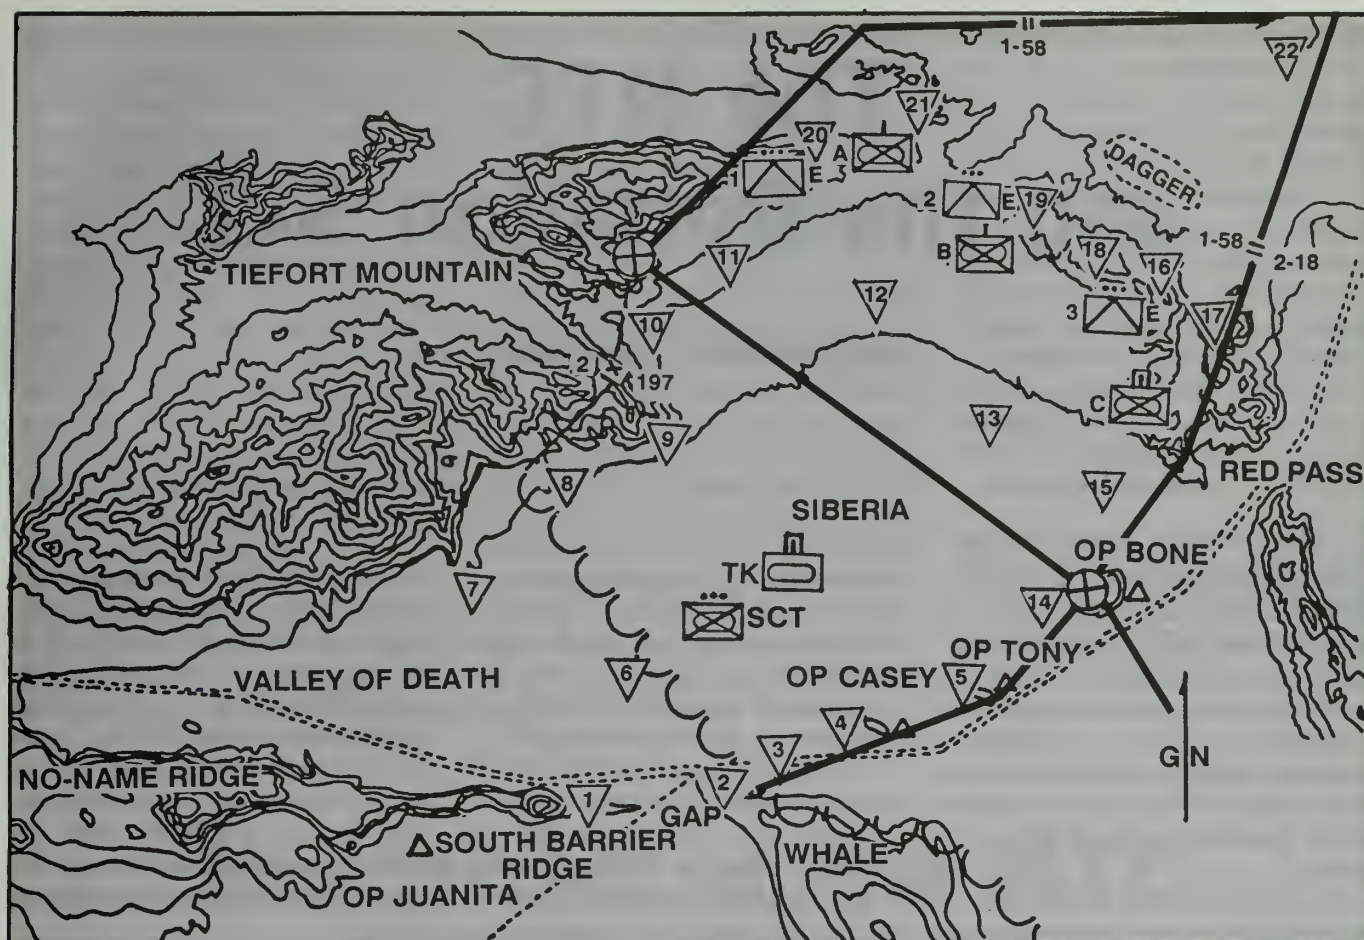 II
1-58
22
21
20
A
1
E
DAGGER
2
E
19
1-58
2-18
B
18
16
11
TIEFORT MOUNTAIN
3
E
12
17
10
2
197
C
13
9
RED PASS
8
15
SIBERIA
OP BONE
TK
7
14
SCT
OP TONY
6
OP CASEY
5
VALLEY OF DEATH
4
3
GN
NO-NAME RIDGE
2
1
GAP
SOUTH BARRIER
RIDGE
WHALE
OP JUANITA